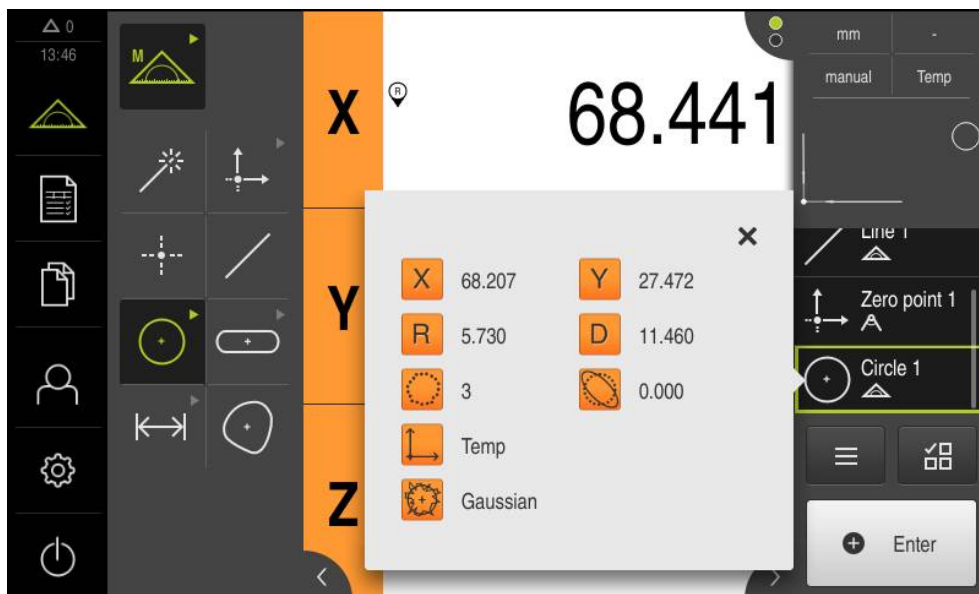 0
13:46
M
X
R
68.441
Y
Z
X 68.207 Y 27.472
R 5.730 D 11.460
3 0.000
Temp
Gaussian
mm -
manual Temp
Line 1
Zero point 1
Circle 1
Enter